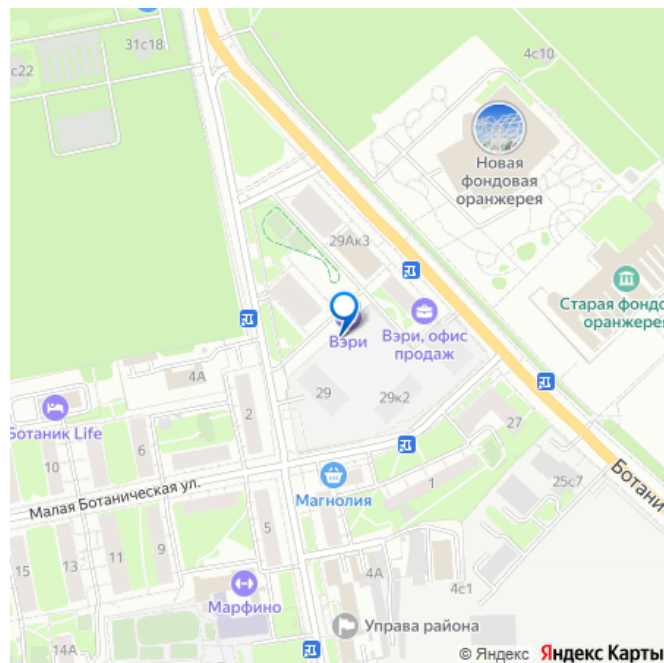 31с18
с22
4с10
Новая
фондовая
оранжерея
29Ак3
Старая фондо
оранжерея
Вэри
Вэри, офис
продаж
4А
29
29к2
2
Ботаник Life
6
10
27
Малая Ботаническая ул.
Магнолия
1
25с7
Ботани
5
9
11
13
15
4А
4с1
Марфино
Управа района
14А
© Яндекс Яндекс Карты